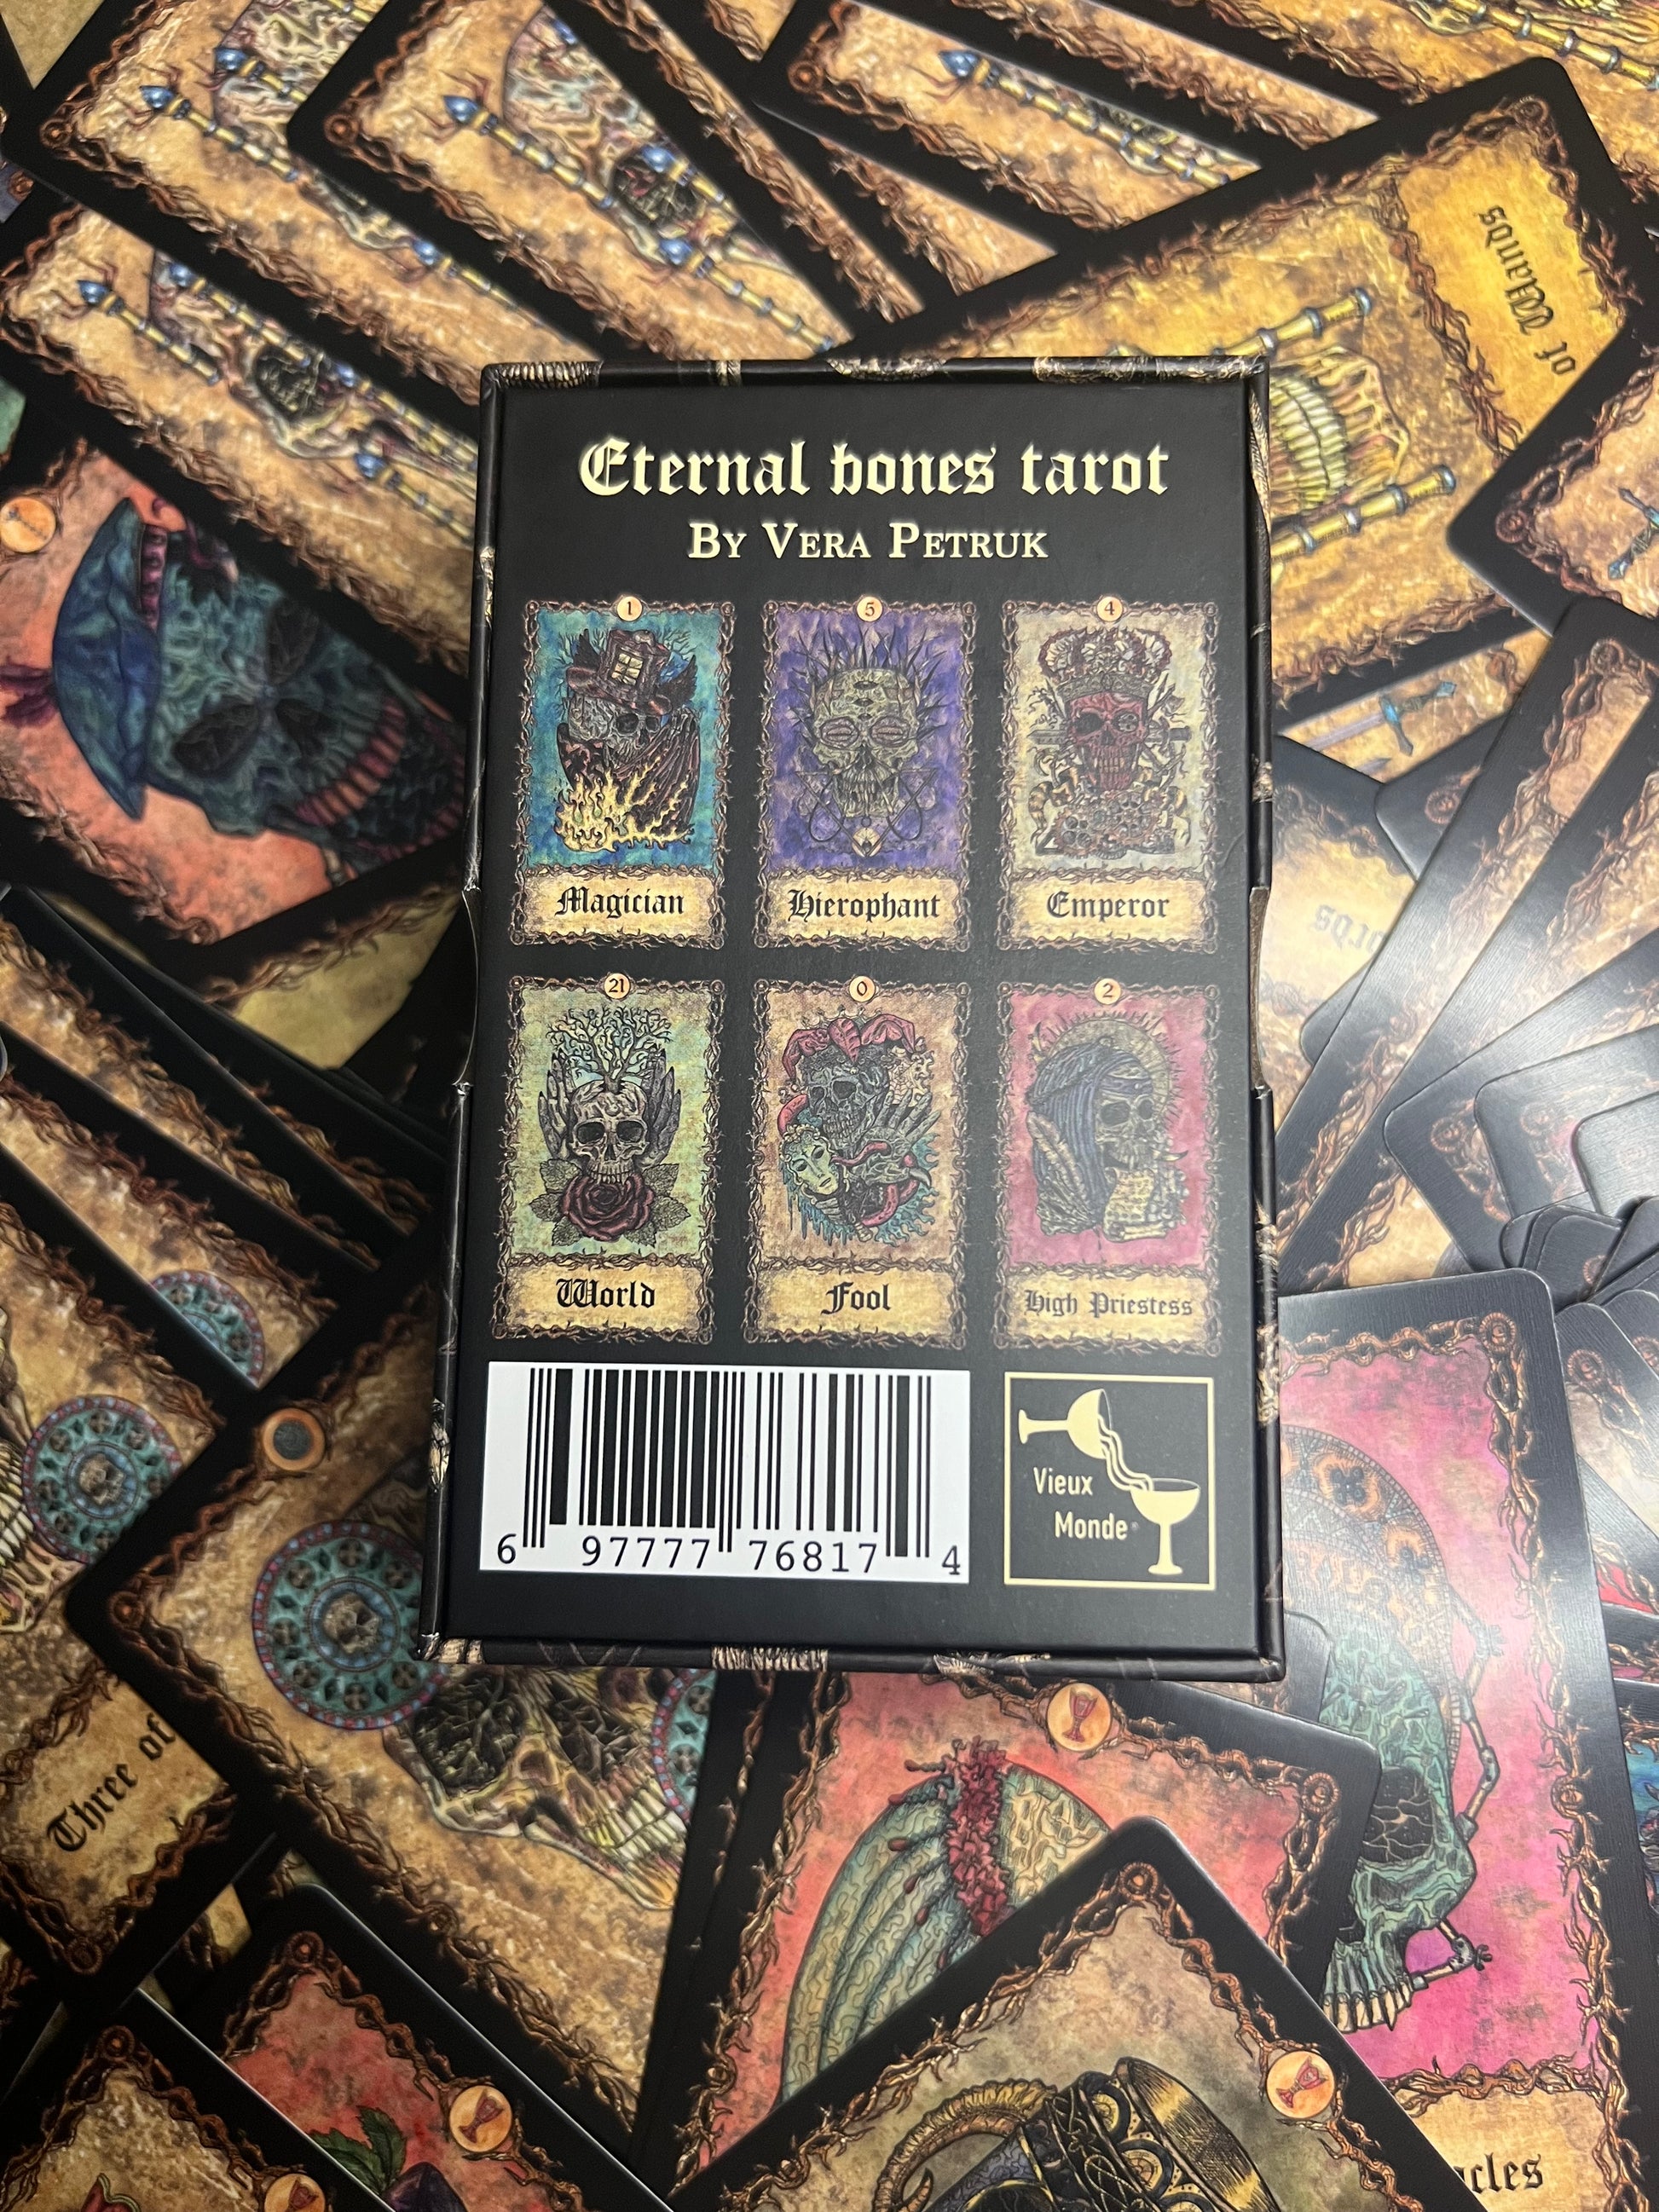 of Wands
Eternal bones tarot
By Vera Petruk
1
5
4
Magician
Hierophant
Emperor
21
0
2
World
Fool
High Priestess
6 97777 76817 4
Vieux
Monde
Three of